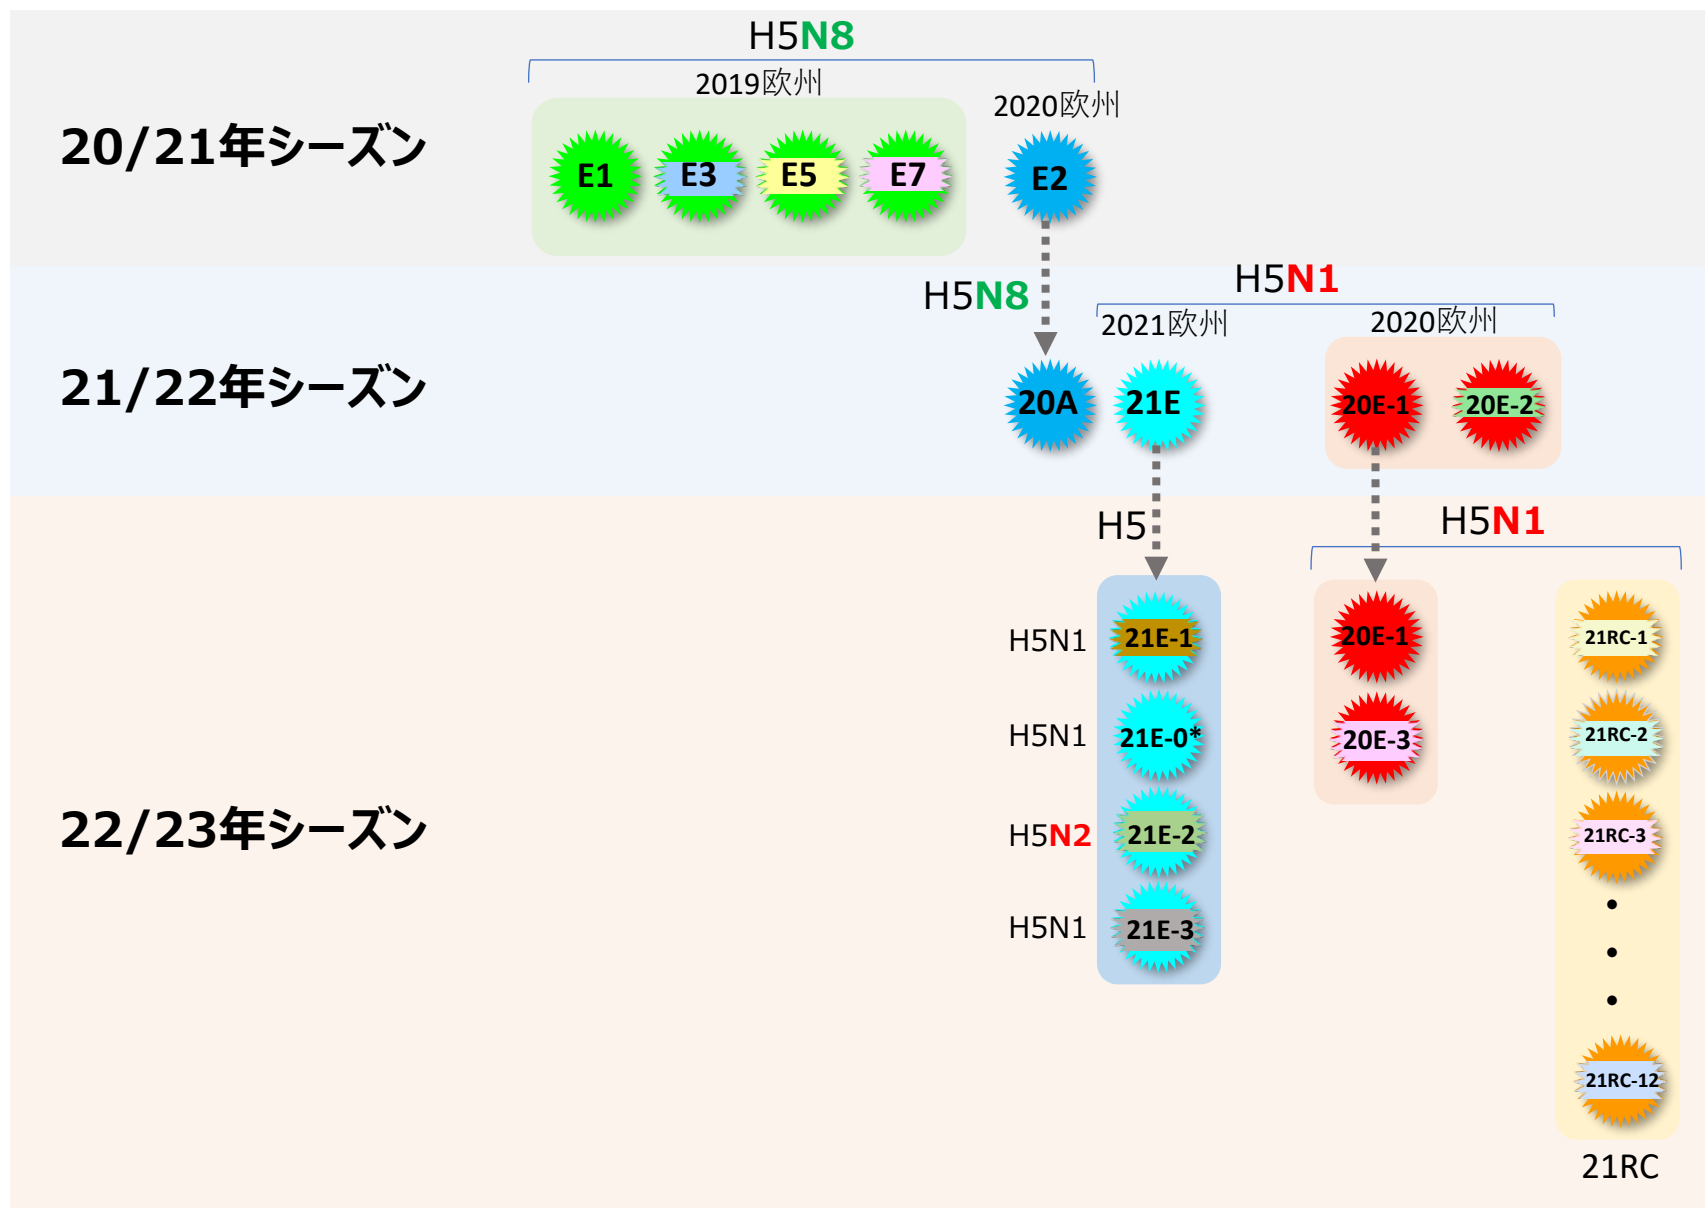 H5N8
2019欧州
2020欧州
20/21年シーズン
E1
E3
E5
E7
E2
H5N8
H5N1
2021欧州
2020欧州
21/22年シーズン
20A
21E
20E-1
20E-2
H5
H5N1
H5N1
21E-1
20E-1
21RC-1
H5N1
21E-0*
20E-3
21RC-2
22/23年シーズン
H5N2
21E-2
21RC-3
H5N1
21E-3
・
・
・
21RC-12
21RC